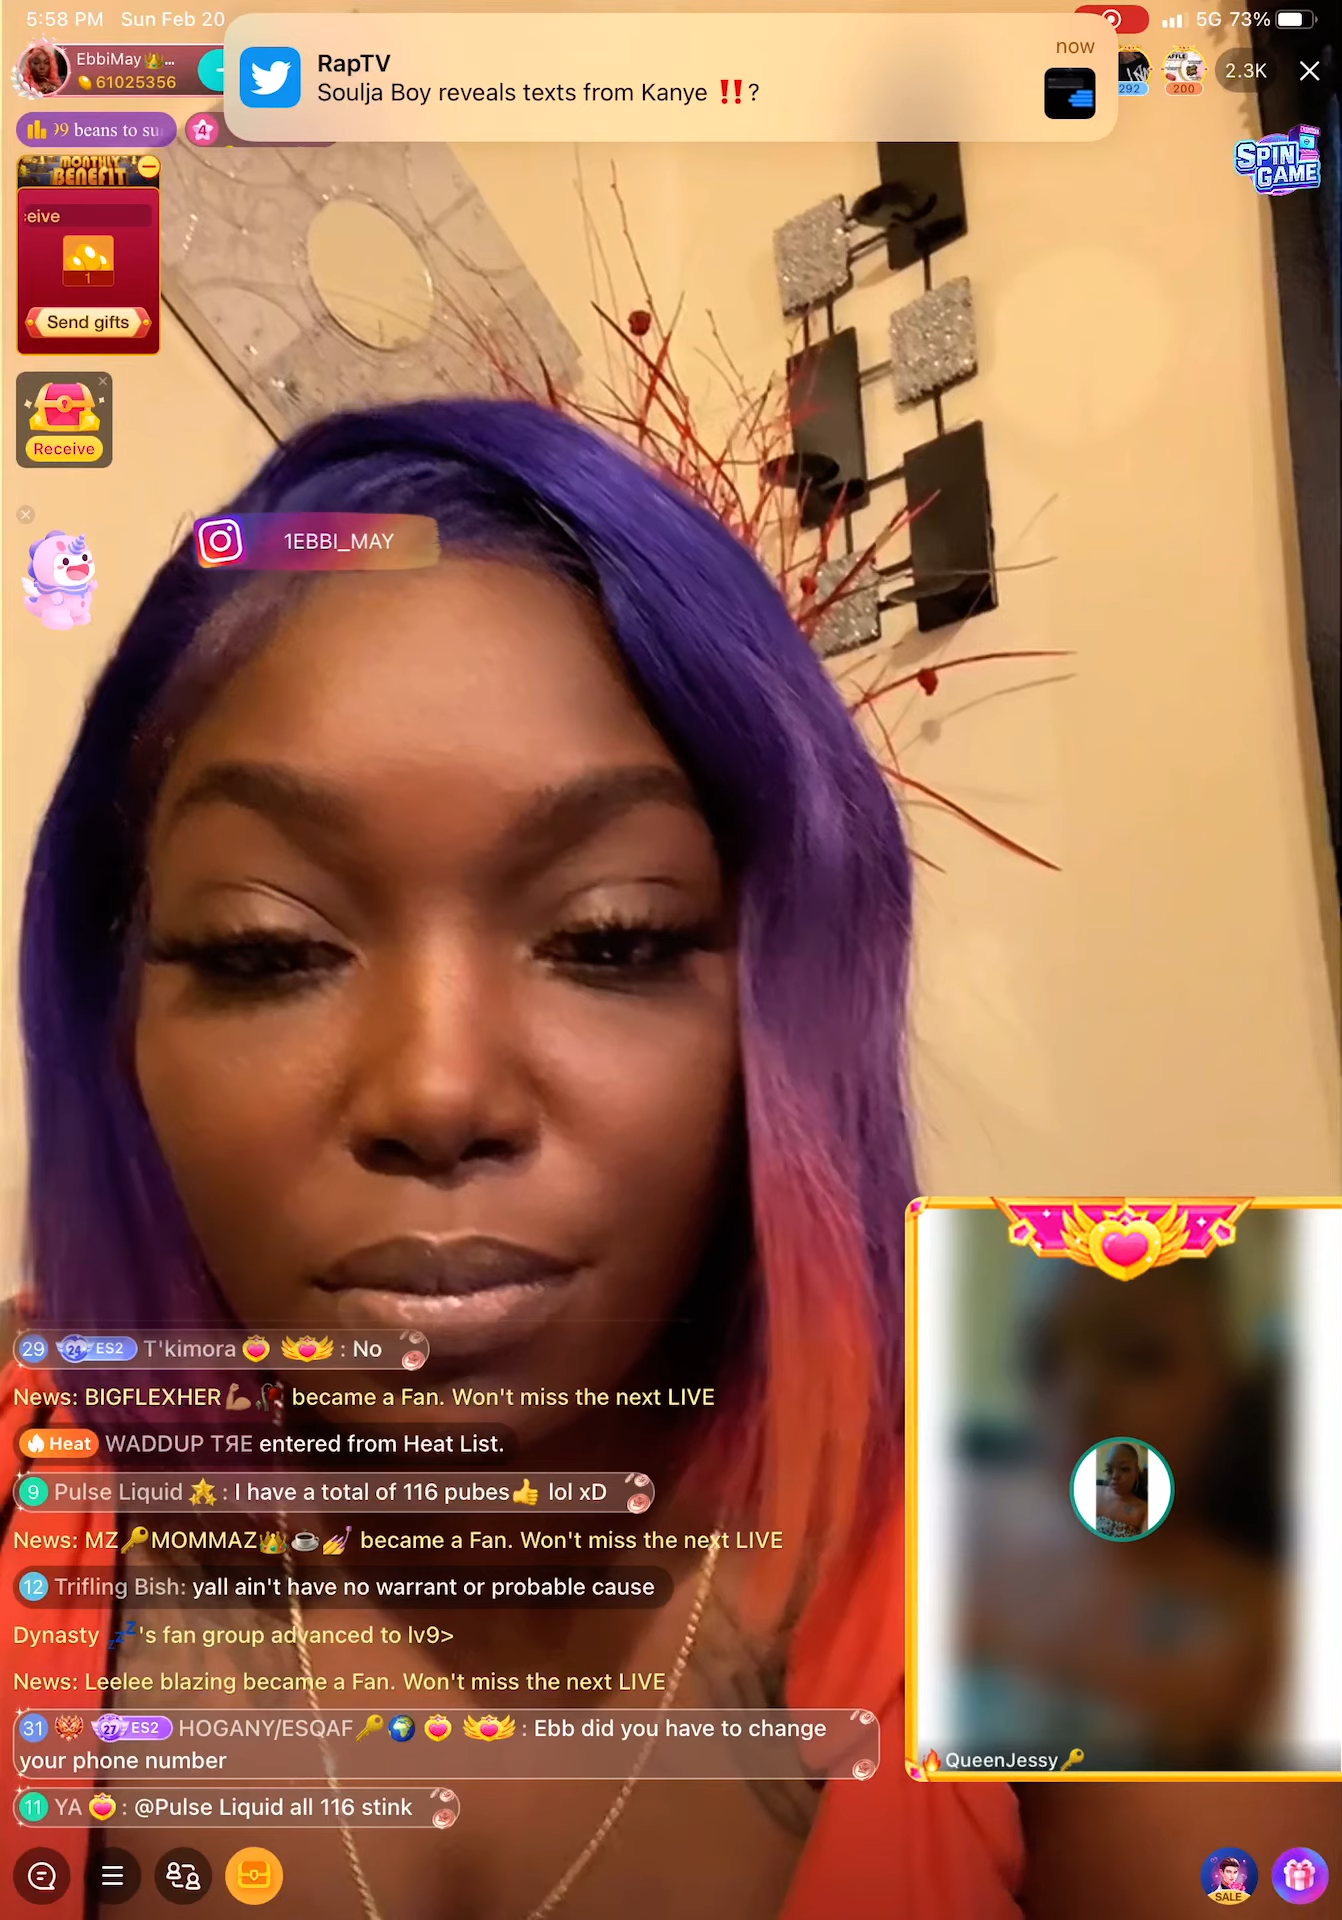 5:58 PM Sun Feb 20
5G 73%
RapTV
now
Soulja Boy reveals texts from Kanye ‼️?
EbbiMay👑...
61025356
292
200
2.3K
99 beans to su
4
MONTHLY
BENEFIT
eive
1
Send gifts
SPIN
GAME
Receive
1EBBI_MAY
29 24 ES2 T'kimora : No
News: BIGFLEXHER💪🏽🥀 became a Fan. Won't miss the next LIVE
Heat WADDUP TЯE entered from Heat List.
9 Pulse Liquid : I have a total of 116 pubes👍 lol xD
News: MZ🔑MOMMAZ👑☕💅 became a Fan. Won't miss the next LIVE
12 Trifling Bish: yall ain't have no warrant or probable cause
Dynasty 💤's fan group advanced to lv9>
News: Leelee blazing became a Fan. Won't miss the next LIVE
31 27 ES2 HOGANY/ESQAF🔑🌍 : Ebb did you have to change
your phone number
11 YA : @Pulse Liquid all 116 stink
🔥QueenJessy🔑
SALE